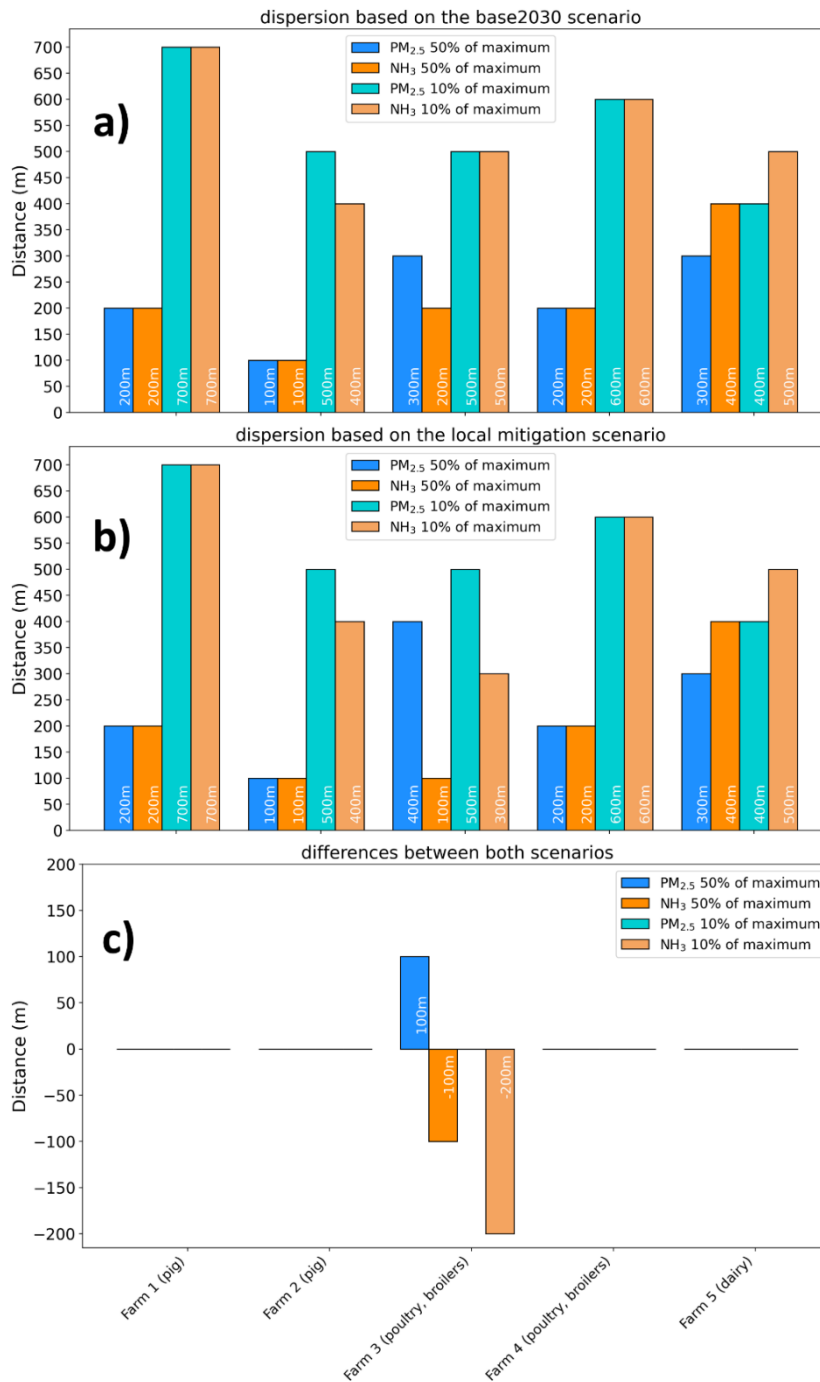 dispersion based on the base2030 scenario
a)
PM2.5 50% of maximum
NH3 50% of maximum
PM2.5 10% of maximum
NH3 10% of maximum
Distance (m)
700
650
600
550
500
450
400
350
300
250
200
150
100
50
0
200m
200m
700m
700m
100m
100m
500m
400m
300m
200m
500m
500m
200m
200m
600m
600m
300m
400m
400m
500m
dispersion based on the local mitigation scenario
b)
PM2.5 50% of maximum
NH3 50% of maximum
PM2.5 10% of maximum
NH3 10% of maximum
Distance (m)
700
650
600
550
500
450
400
350
300
250
200
150
100
50
0
200m
200m
700m
700m
100m
100m
500m
400m
400m
100m
500m
300m
200m
200m
600m
600m
300m
400m
400m
500m
differences between both scenarios
c)
PM2.5 50% of maximum
NH3 50% of maximum
PM2.5 10% of maximum
NH3 10% of maximum
Distance (m)
200
150
100
50
0
−50
−100
−150
−200
100m
-100m
-200m
Farm 1 (pig)
Farm 2 (pig)
Farm 3 (poultry, broilers)
Farm 4 (poultry, broilers)
Farm 5 (dairy)